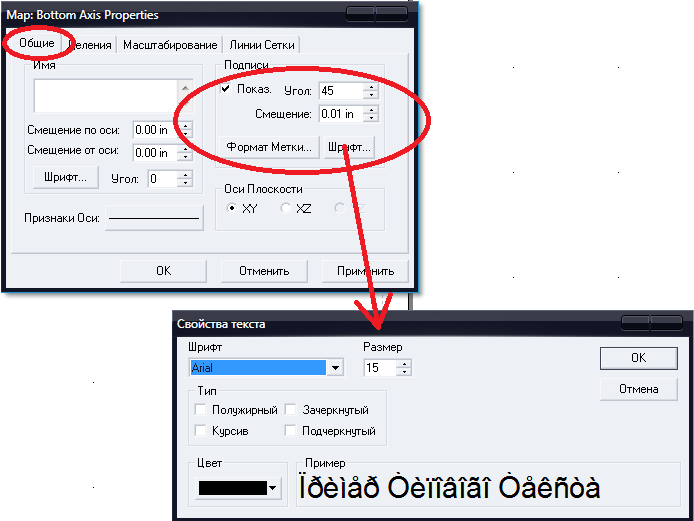 Map: Bottom Axis Properties
Общие Деления Масштабирование Линии Сетки
Имя
Подписи
Показ. Угол: 45
Смещение: 0.01 in
Смещение по оси: 0.00 in
Смещение от оси: 0.00 in
Формат Метки... Шрифт...
Шрифт... Угол: 0
Оси Плоскости
XY XZ
Признаки Оси:
OK Отменить Применить
Свойства текста
Шрифт Размер
Arial 15 OK
Отмена
Тип
Полужирный Зачеркнутый
Курсив Подчеркнутый
Цвет Пример
Ïðèìåð Òèïîâîãî Òåêñòà